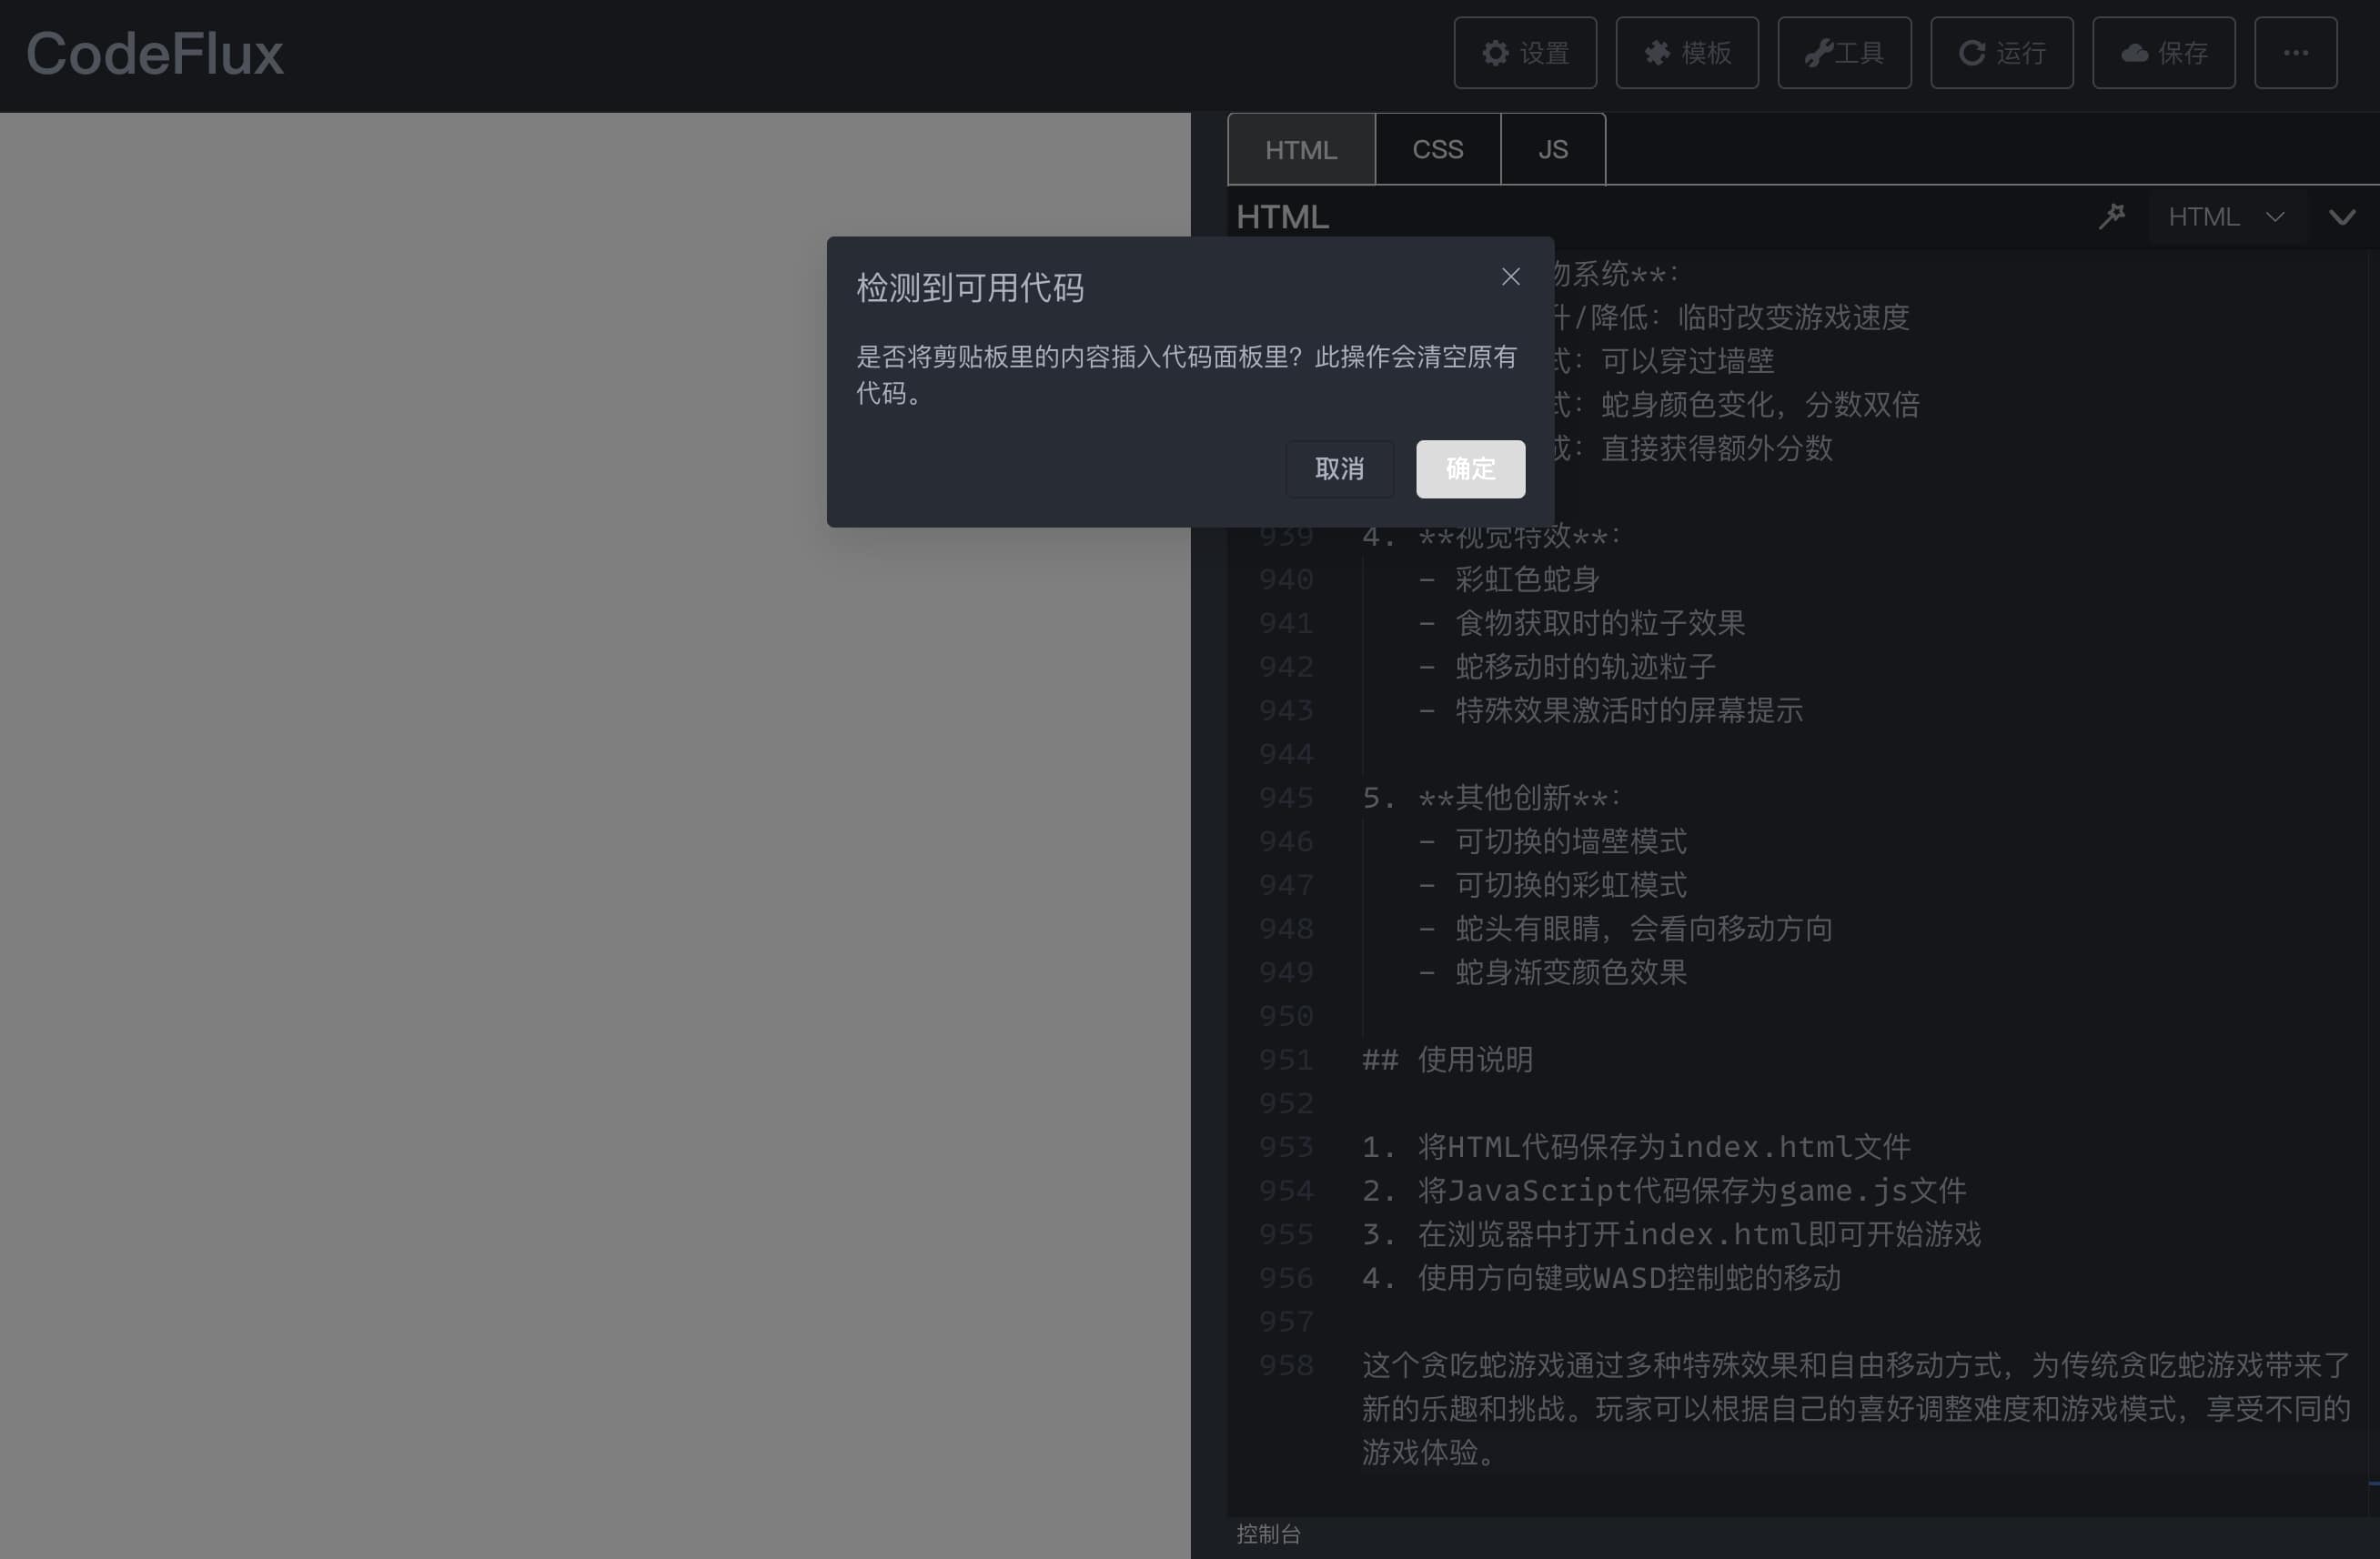 CodeFlux
设置
模板
工具
运行
保存
HTML
CSS
JS
HTML
HTML
检测到可用代码
是否将剪贴板里的内容插入代码面板里？此操作会清空原有
代码。
取消
确定
物系统**：
升/降低：临时改变游戏速度
式：可以穿过墙壁
式：蛇身颜色变化，分数双倍
：直接获得额外分数
939 4. **视觉特效**：
940 - 彩虹色蛇身
941 - 食物获取时的粒子效果
942 - 蛇移动时的轨迹粒子
943 - 特殊效果激活时的屏幕提示
944
945 5. **其他创新**：
946 - 可切换的墙壁模式
947 - 可切换的彩虹模式
948 - 蛇头有眼睛，会看向移动方向
949 - 蛇身渐变颜色效果
950
951 ## 使用说明
952
953 1. 将HTML代码保存为index.html文件
954 2. 将JavaScript代码保存为game.js文件
955 3. 在浏览器中打开index.html即可开始游戏
956 4. 使用方向键或WASD控制蛇的移动
957
958 这个贪吃蛇游戏通过多种特殊效果和自由移动方式，为传统贪吃蛇游戏带来了
新的乐趣和挑战。玩家可以根据自己的喜好调整难度和游戏模式，享受不同的
游戏体验。
控制台